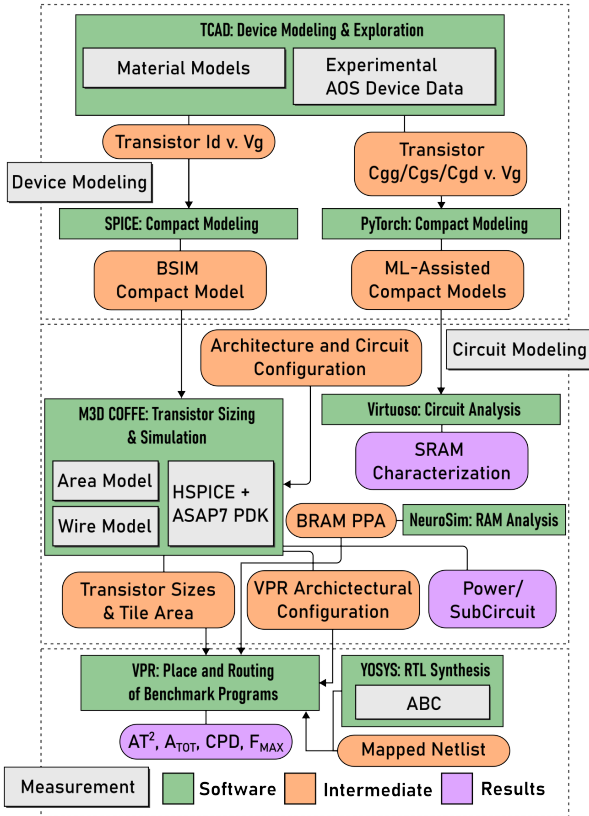 TCAD: Device Modeling & Exploration
Material Models
Experimental
AOS Device Data
Transistor Id v. Vg
Transistor
Cgg/Cgs/Cgd v. Vg
Device Modeling
SPICE: Compact Modeling
PyTorch: Compact Modeling
BSIM
Compact Model
ML-Assisted
Compact Models
Architecture and Circuit
Configuration
Circuit Modeling
M3D COFFE: Transistor Sizing
& Simulation
Virtuoso: Circuit Analysis
SRAM
Characterization
Area Model
Wire Model
HSPICE +
ASAP7 PDK
BRAM PPA
NeuroSim: RAM Analysis
Transistor Sizes
& Tile Area
VPR Archictectural
Configuration
Power/
SubCircuit
VPR: Place and Routing
of Benchmark Programs
YOSYS: RTL Synthesis
ABC
AT², A_TOT, CPD, F_MAX
Mapped Netlist
Measurement
Software
Intermediate
Results